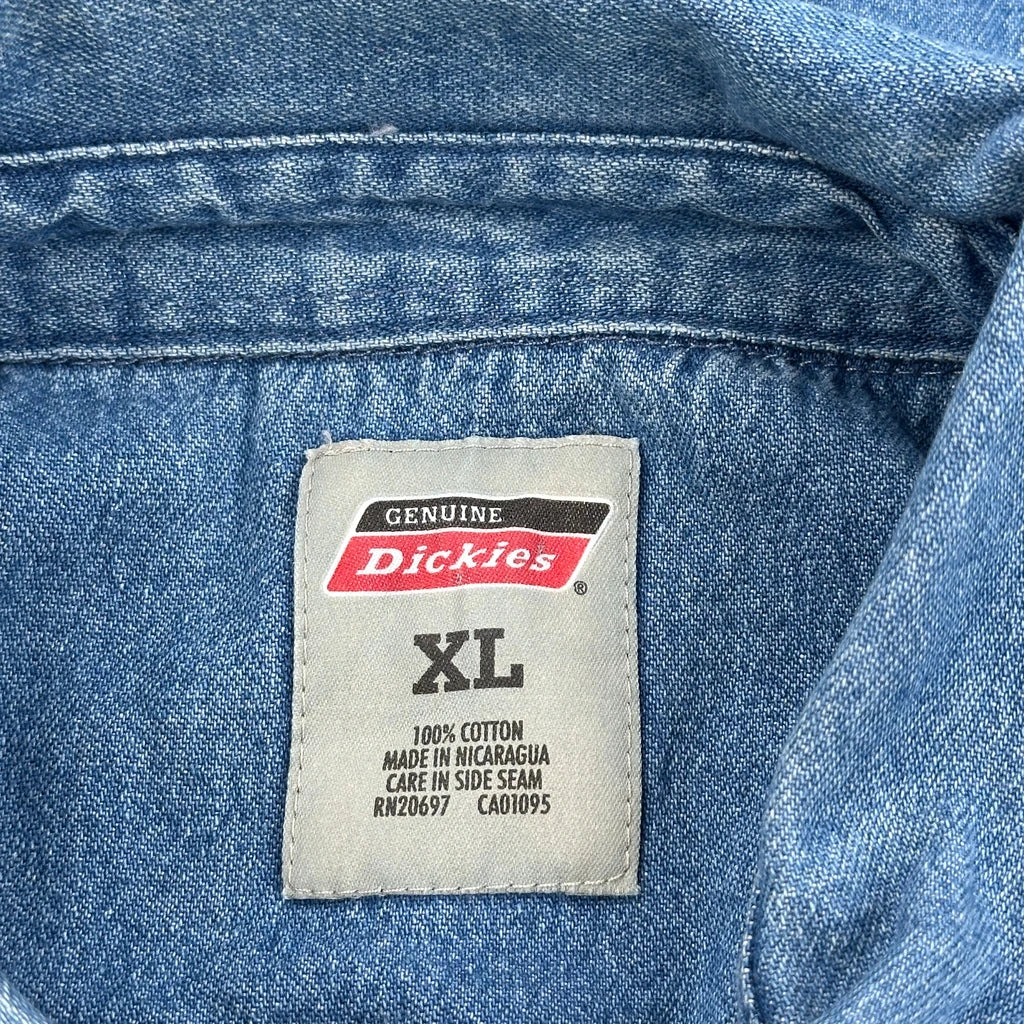 GENUINE
Dickies®
XL
100% COTTON
MADE IN NICARAGUA
CARE IN SIDE SEAM
RN20697 CA01095